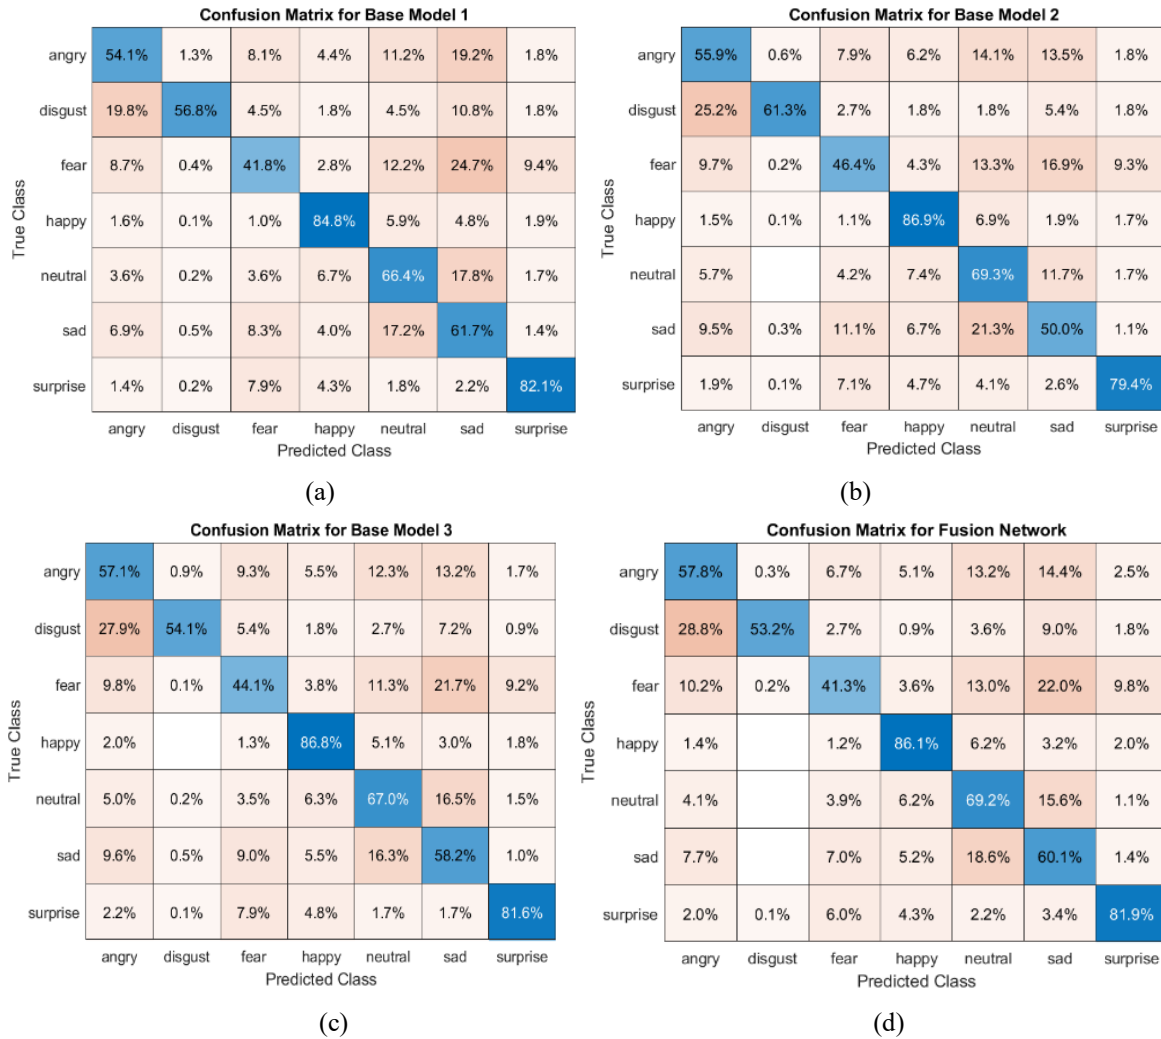 Confusion Matrix for Base Model 1
True Class
angry 54.1% 1.3% 8.1% 4.4% 11.2% 19.2% 1.8%
disgust 19.8% 56.8% 4.5% 1.8% 4.5% 10.8% 1.8%
fear 8.7% 0.4% 41.8% 2.8% 12.2% 24.7% 9.4%
happy 1.6% 0.1% 1.0% 84.8% 5.9% 4.8% 1.9%
neutral 3.6% 0.2% 3.6% 6.7% 66.4% 17.8% 1.7%
sad 6.9% 0.5% 8.3% 4.0% 17.2% 61.7% 1.4%
surprise 1.4% 0.2% 7.9% 4.3% 1.8% 2.2% 82.1%
angry disgust fear happy neutral sad surprise
Predicted Class
(a)
Confusion Matrix for Base Model 2
True Class
angry 55.9% 0.6% 7.9% 6.2% 14.1% 13.5% 1.8%
disgust 25.2% 61.3% 2.7% 1.8% 1.8% 5.4% 1.8%
fear 9.7% 0.2% 46.4% 4.3% 13.3% 16.9% 9.3%
happy 1.5% 0.1% 1.1% 86.9% 6.9% 1.9% 1.7%
neutral 5.7% 4.2% 7.4% 69.3% 11.7% 1.7%
sad 9.5% 0.3% 11.1% 6.7% 21.3% 50.0% 1.1%
surprise 1.9% 0.1% 7.1% 4.7% 4.1% 2.6% 79.4%
angry disgust fear happy neutral sad surprise
Predicted Class
(b)
Confusion Matrix for Base Model 3
True Class
angry 57.1% 0.9% 9.3% 5.5% 12.3% 13.2% 1.7%
disgust 27.9% 54.1% 5.4% 1.8% 2.7% 7.2% 0.9%
fear 9.8% 0.1% 44.1% 3.8% 11.3% 21.7% 9.2%
happy 2.0% 1.3% 86.8% 5.1% 3.0% 1.8%
neutral 5.0% 0.2% 3.5% 6.3% 67.0% 16.5% 1.5%
sad 9.6% 0.5% 9.0% 5.5% 16.3% 58.2% 1.0%
surprise 2.2% 0.1% 7.9% 4.8% 1.7% 1.7% 81.6%
angry disgust fear happy neutral sad surprise
Predicted Class
(c)
Confusion Matrix for Fusion Network
True Class
angry 57.8% 0.3% 6.7% 5.1% 13.2% 14.4% 2.5%
disgust 28.8% 53.2% 2.7% 0.9% 3.6% 9.0% 1.8%
fear 10.2% 0.2% 41.3% 3.6% 13.0% 22.0% 9.8%
happy 1.4% 1.2% 86.1% 6.2% 3.2% 2.0%
neutral 4.1% 3.9% 6.2% 69.2% 15.6% 1.1%
sad 7.7% 7.0% 5.2% 18.6% 60.1% 1.4%
surprise 2.0% 0.1% 6.0% 4.3% 2.2% 3.4% 81.9%
angry disgust fear happy neutral sad surprise
Predicted Class
(d)